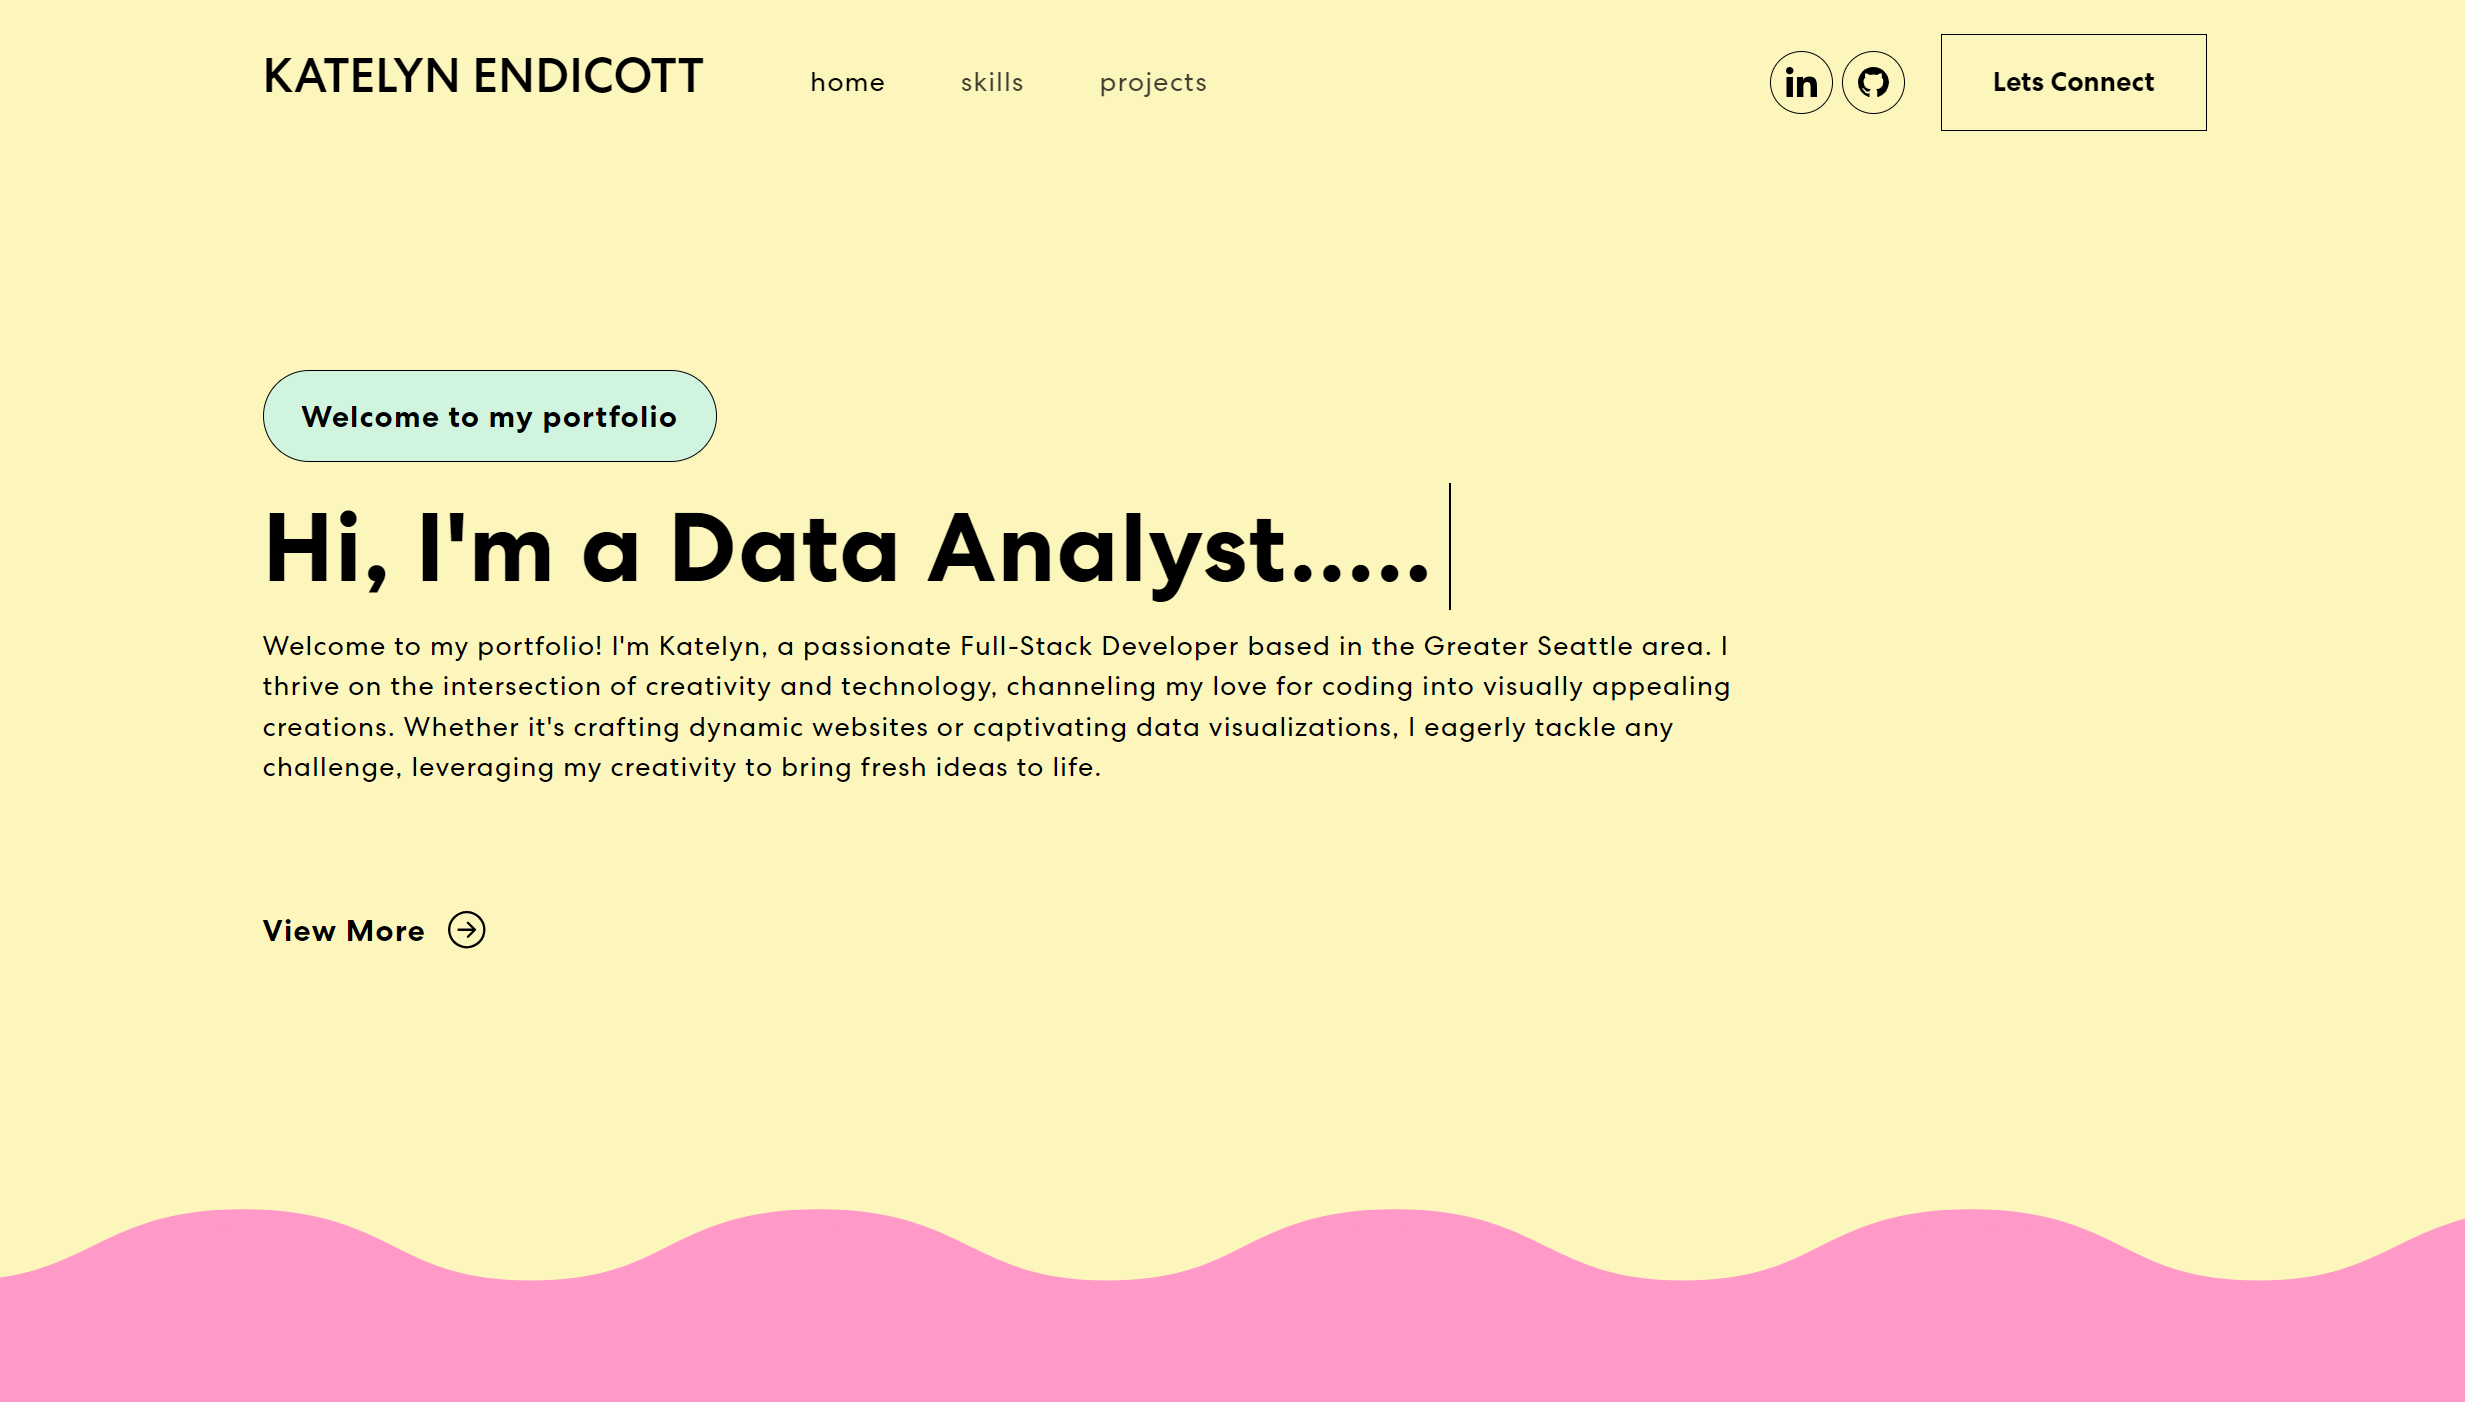 KATELYN ENDICOTT
home
skills
projects
in
Lets Connect
Welcome to my portfolio
Hi, I'm a Data Analyst.....
Welcome to my portfolio! I'm Katelyn, a passionate Full-Stack Developer based in the Greater Seattle area. I
thrive on the intersection of creativity and technology, channeling my love for coding into visually appealing
creations. Whether it's crafting dynamic websites or captivating data visualizations, I eagerly tackle any
challenge, leveraging my creativity to bring fresh ideas to life.
View More